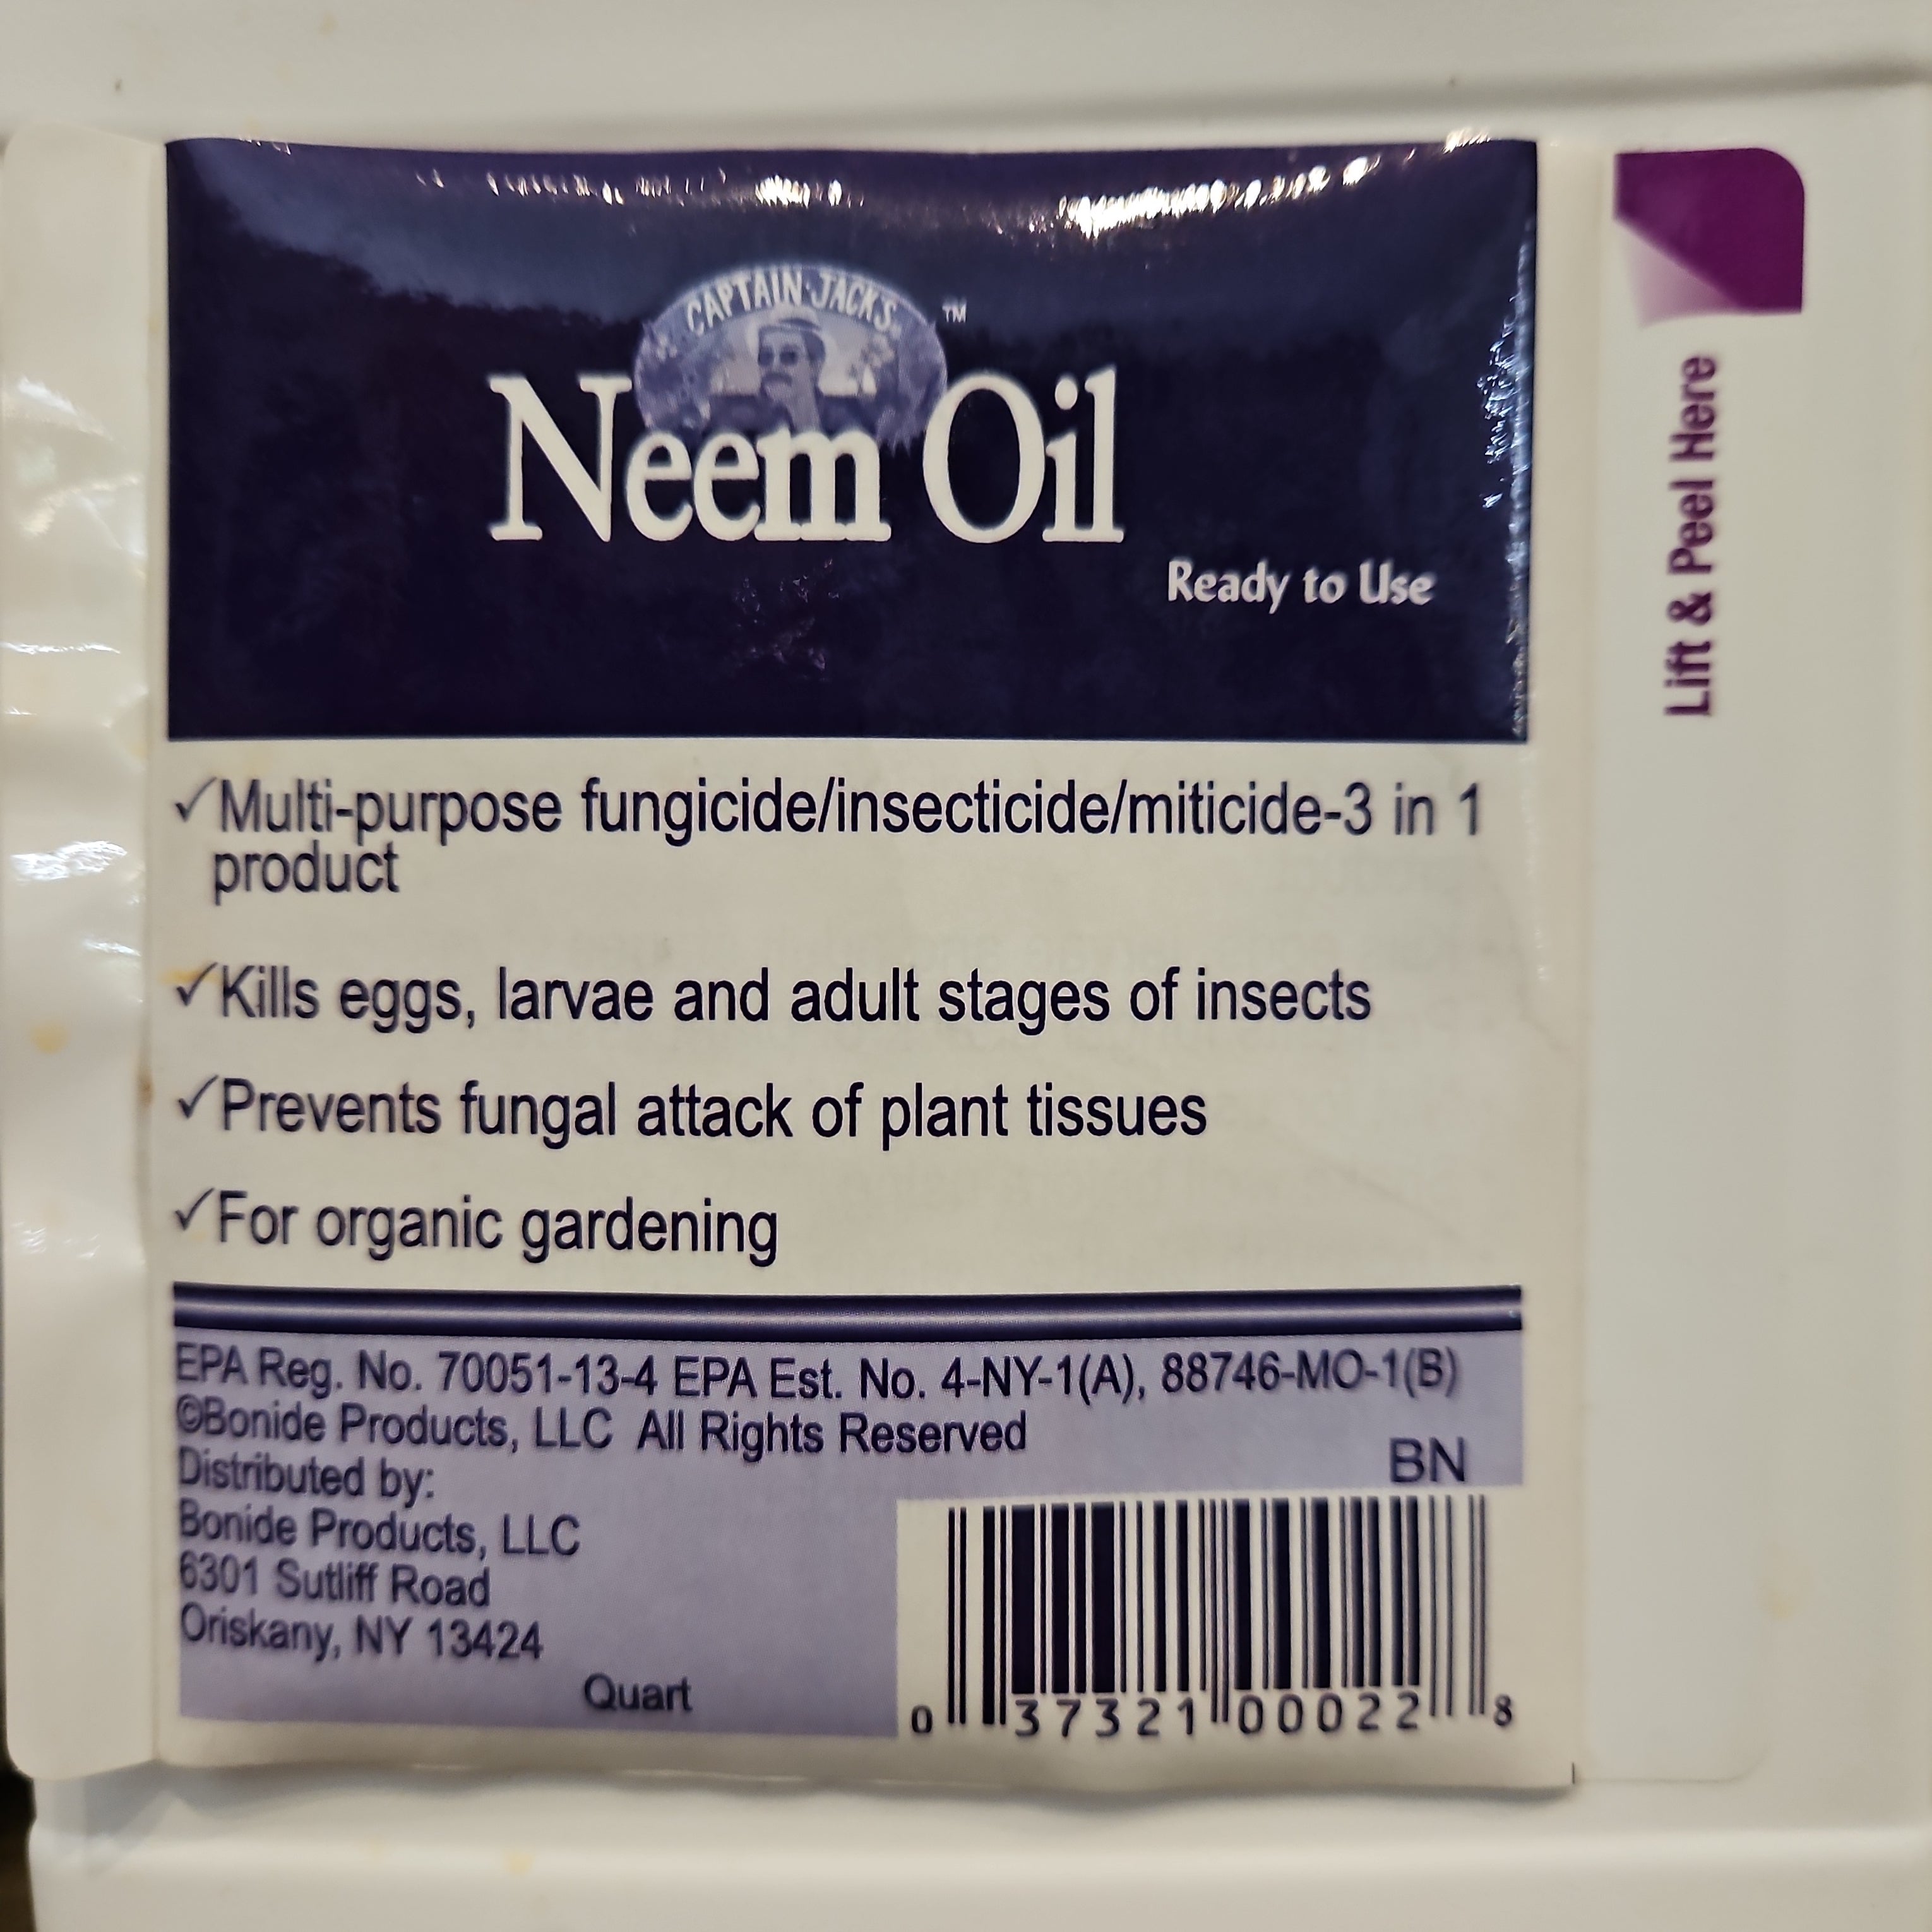 CAPTAIN JACK'S
TM
Neem Oil
Ready to Use
Lift & Peel Here
✓Multi-purpose fungicide/insecticide/miticide-3 in 1
product
✓Kills eggs, larvae and adult stages of insects
✓Prevents fungal attack of plant tissues
✓For organic gardening
EPA Reg. No. 70051-13-4 EPA Est. No. 4-NY-1(A), 88746-MO-1(B)
©Bonide Products, LLC All Rights Reserved
BN
Distributed by:
Bonide Products, LLC
6301 Sutliff Road
Oriskany, NY 13424
Quart
0 37321 00022 8